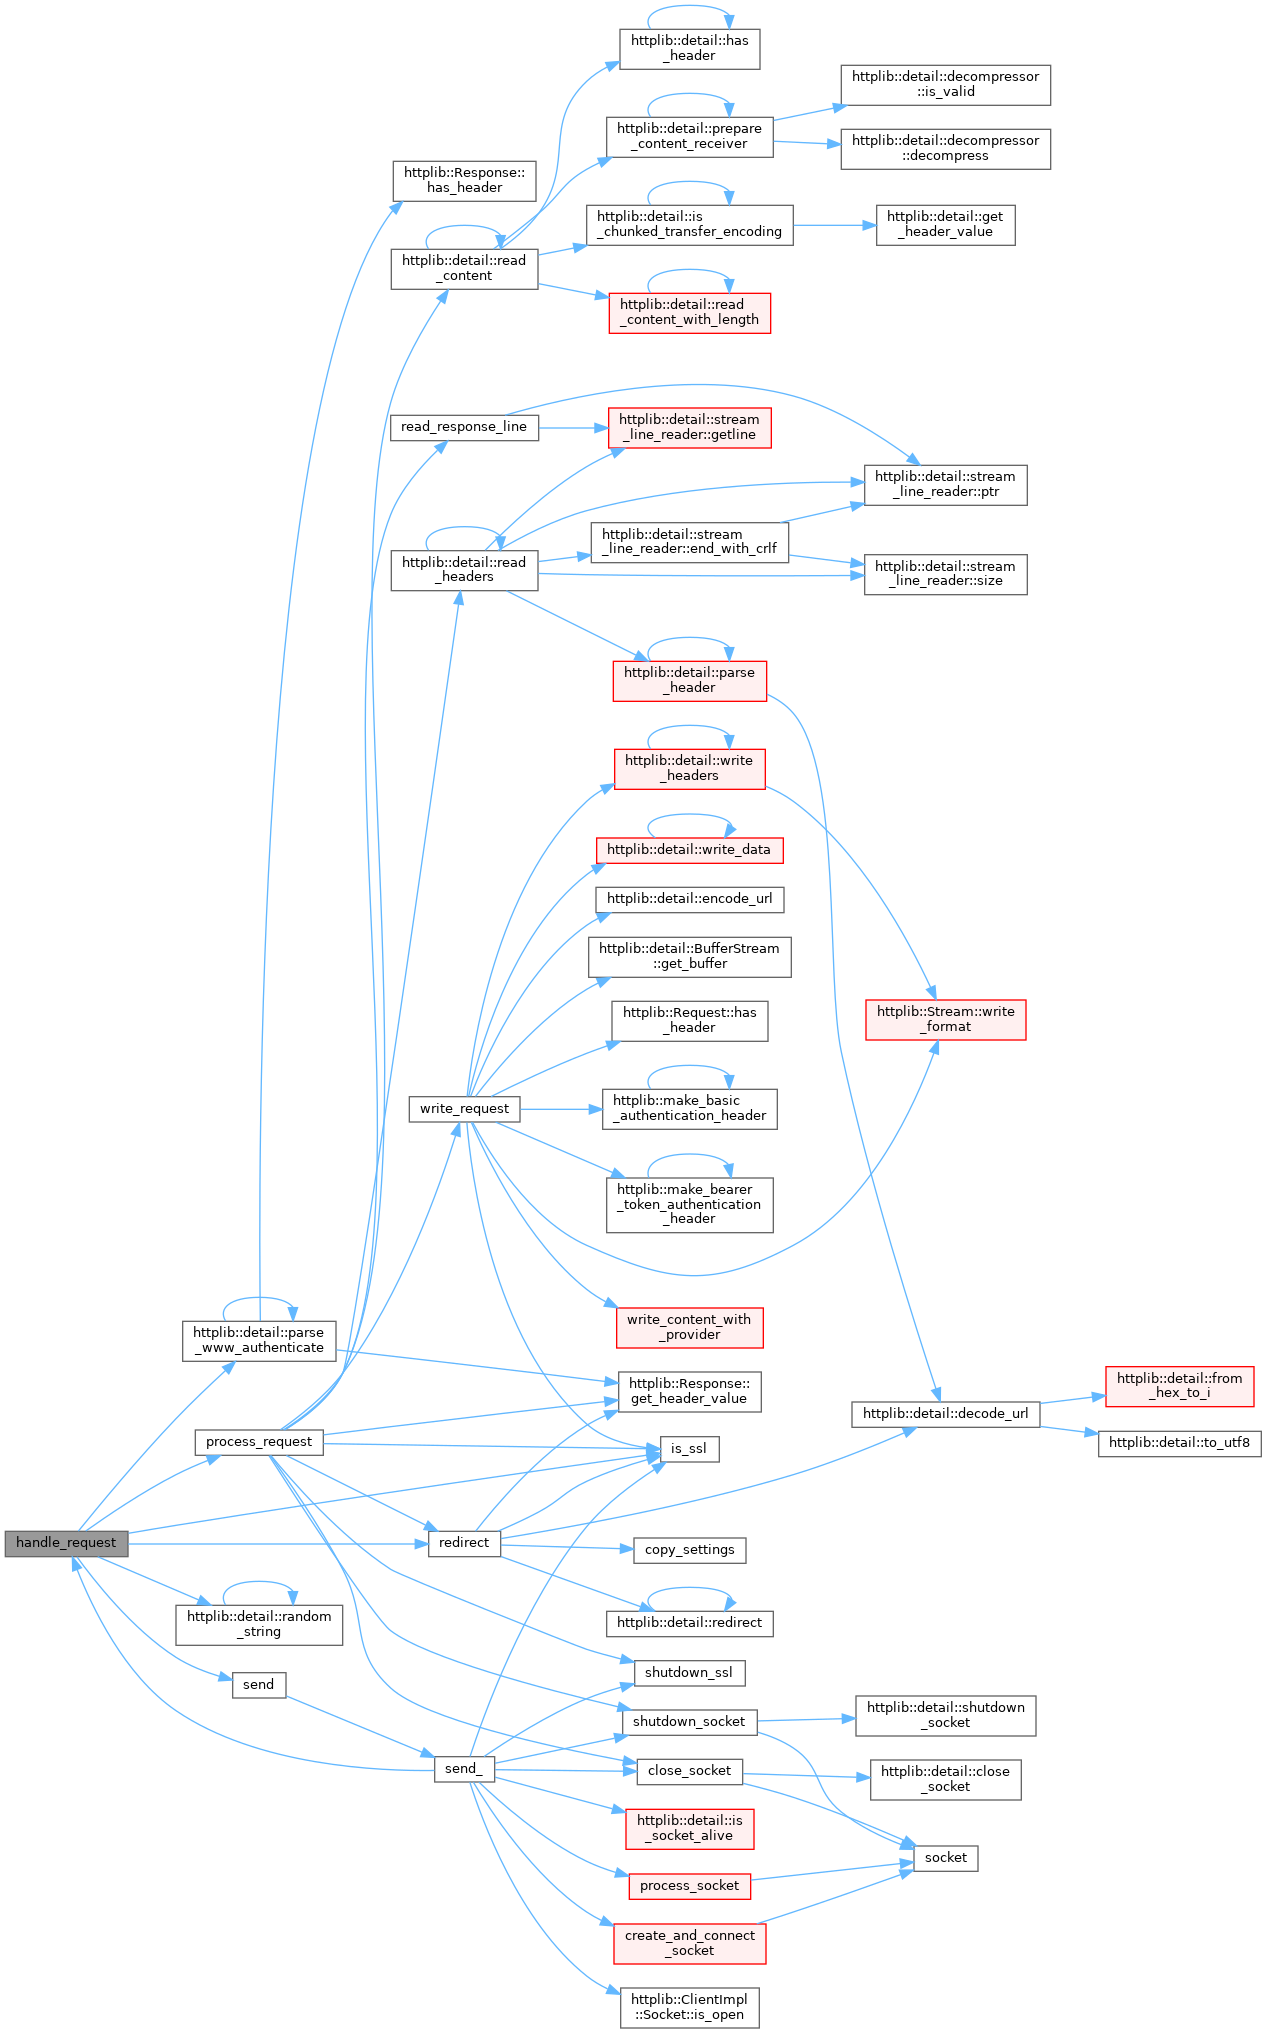 httplib::detail::has
_header
httplib::detail::decompressor
::is_valid
httplib::detail::prepare
_content_receiver
httplib::detail::decompressor
::decompress
httplib::Response::
has_header
httplib::detail::is
_chunked_transfer_encoding
httplib::detail::get
_header_value
httplib::detail::read
_content
httplib::detail::read
_content_with_length
read_response_line
httplib::detail::stream
_line_reader::getline
httplib::detail::stream
_line_reader::ptr
httplib::detail::stream
_line_reader::end_with_crlf
httplib::detail::read
_headers
httplib::detail::stream
_line_reader::size
httplib::detail::parse
_header
httplib::detail::write
_headers
httplib::detail::write_data
httplib::detail::encode_url
httplib::detail::BufferStream
::get_buffer
httplib::Stream::write
_format
httplib::Request::has
_header
write_request
httplib::make_basic
_authentication_header
httplib::make_bearer
_token_authentication
_header
write_content_with
_provider
httplib::detail::parse
_www_authenticate
httplib::Response::
get_header_value
httplib::detail::from
_hex_to_i
httplib::detail::decode_url
httplib::detail::to_utf8
process_request
is_ssl
handle_request
redirect
copy_settings
httplib::detail::random
_string
httplib::detail::redirect
send
shutdown_ssl
shutdown_socket
httplib::detail::shutdown
_socket
send_
close_socket
httplib::detail::close
_socket
httplib::detail::is
_socket_alive
socket
process_socket
create_and_connect
_socket
httplib::ClientImpl
::Socket::is_open